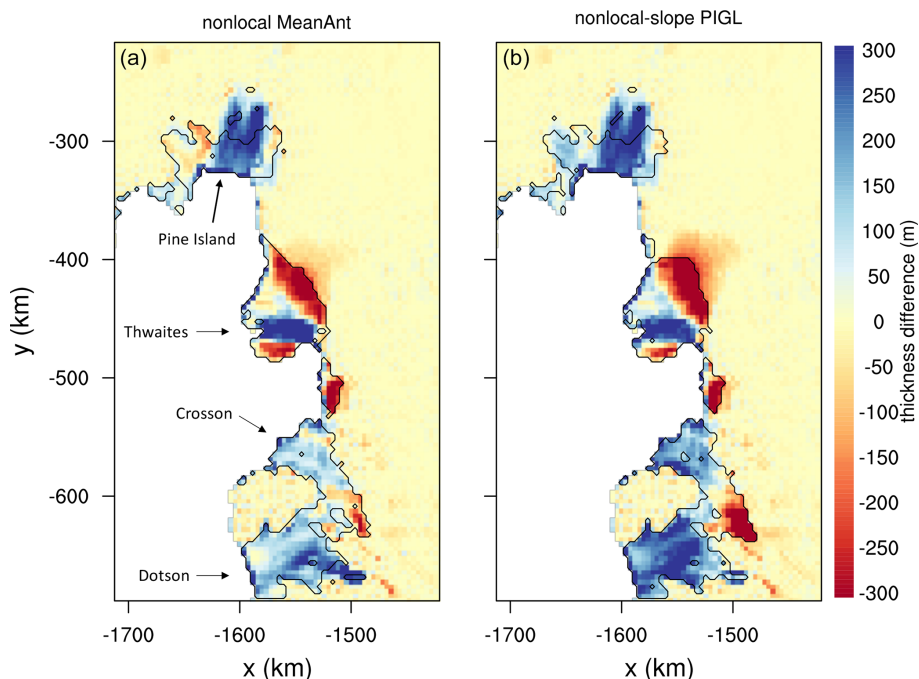 nonlocal MeanAnt
nonlocal-slope PIGL
(a)
(b)
Pine Island
Thwaites
Crosson
Dotson
-300
-400
-500
-600
y (km)
-1700
-1600
-1500
x (km)
-1700
-1600
-1500
x (km)
300
250
200
150
100
50
0
-50
-100
-150
-200
-250
-300
thickness difference (m)